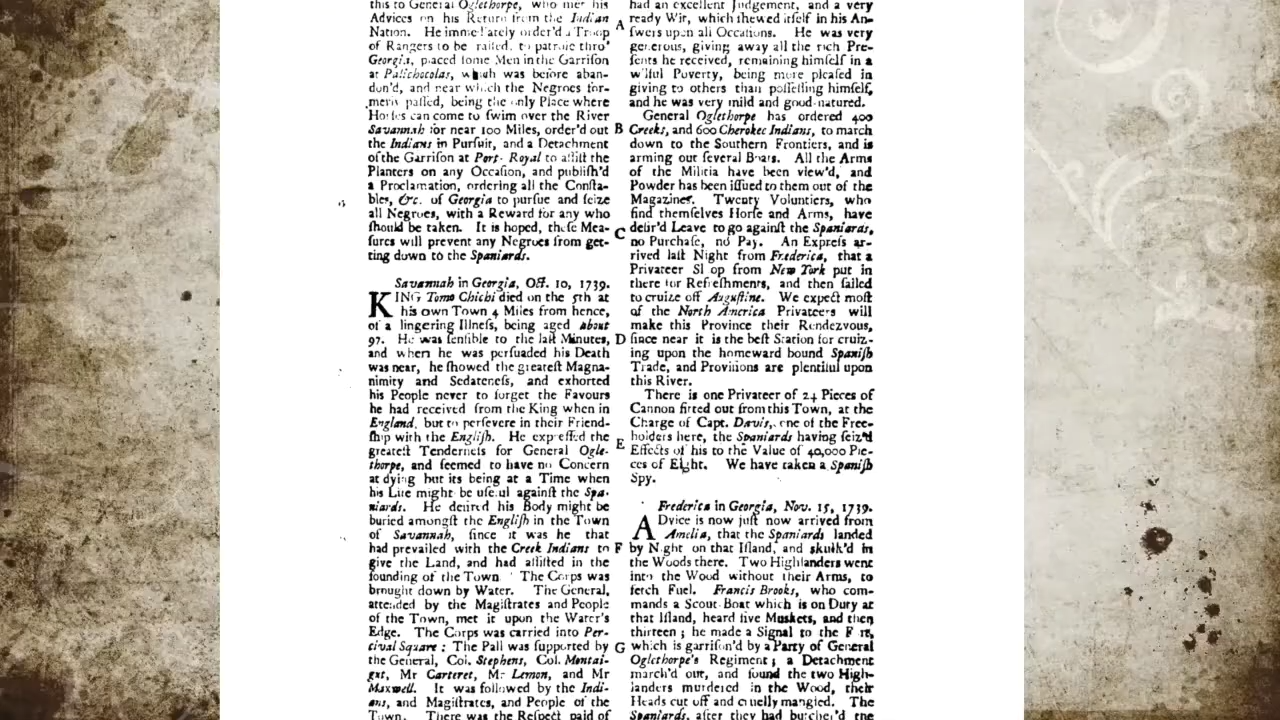 this to General Oglethorpe, who met his
Advices on his Return from the Indian
Nation. He immediately order'd a Troop
of Rangers to be raised, to patrole thro'
Georgia, placed some Men in the Garrison
at Palichocolas, which was before aban-
don'd, and near which the Negroes for-
merly passed, being the only Place where
Horses can come to swim over the River
Savannah for near 100 Miles, order'd out
the Indians in Pursuit, and a Detachment
of the Garrison at Port-Royal to assist the
Planters on any Occasion, and publish'd
a Proclamation, ordering all the Consta-
bles, &c. of Georgia to pursue and seize
all Negroes, with a Reward for any who
should be taken. It is hoped, these Mea-
sures will prevent any Negroes from get-
ting down to the Spaniards.
Savannah in Georgia, Oct. 10, 1739.
KING Tomo Chichi died on the 5th at
his own Town 4 Miles from hence,
of a lingering Illness, being aged about
97. He was sensible to the last Minutes,
and when he was persuaded his Death
was near, he showed the greatest Magna-
nimity and Sedateness, and exhorted
his People never to forget the Favours
he had received from the King when in
England, but to persevere in their Friend-
ship with the English. He expressed the
greatest Tenderness for General Ogle-
thorpe, and seemed to have no Concern
at dying but its being at a Time when
his Life might be useful against the Spa-
niards. He desired his Body might be
buried amongst the English in the Town
of Savannah, since it was he that
had prevailed with the Creek Indians to
give the Land, and had assisted in the
founding of the Town. The Corps was
brought down by Water. The General,
attended by the Magistrates and People
of the Town, met it upon the Water's
Edge. The Corps was carried into Per-
cival Square: The Pall was supported by
the General, Col. Stephens, Col. Montai-
gut, Mr Carteret, Mr Lemon, and Mr
Maxwell. It was followed by the Indi-
ans, and Magistrates, and People of the
Town. There was the Respect paid of
A
B
C
D
E
F
G
had an excellent Judgement, and a very
ready Wit, which shewed itself in his An-
swers upon all Occasions. He was very
generous, giving away all the rich Pre-
sents he received, remaining himself in a
wilful Poverty, being more pleased in
giving to others than possessing himself,
and he was very mild and good-natured.
General Oglethorpe has ordered 400
Creeks, and 600 Cherokee Indians, to march
down to the Southern Frontiers, and is
arming out several Boats. All the Arms
of the Militia have been view'd, and
Powder has been issued to them out of the
Magazines. Twenty Voluntiers, who
find themselves Horse and Arms, have
desir'd Leave to go against the Spaniards,
no Purchase, no Pay. An Express ar-
rived last Night from Frederica, that a
Privateer Sloop from New York put in
there for Refreshments, and then sailed
to cruize off Augustine. We expect most
of the North America Privateers will
make this Province their Rendezvous,
since near it is the best Station for cruiz-
ing upon the homeward bound Spanish
Trade, and Provisions are plentiful upon
this River.
There is one Privateer of 24 Pieces of
Cannon fitted out from this Town, at the
Charge of Capt. Davis, one of the Free-
holders here, the Spaniards having seiz'd
Effects of his to the Value of 40,000 Pie-
ces of Eight. We have taken a Spanish
Spy.
Frederica in Georgia, Nov. 15, 1739.
ADvice is now just now arrived from
Amelia, that the Spaniards landed
by Night on that Island, and skulk'd in
the Woods there. Two Highlanders went
into the Wood without their Arms, to
fetch Fuel. Francis Brooks, who com-
mands a Scout Boat which is on Duty at
that Island, heard five Muskets, and then
thirteen; he made a Signal to the Fort,
which is garrison'd by a Party of General
Oglethorpe's Regiment; a Detachment
march'd out, and found the two High-
landers murdered in the Wood, their
Heads cut off and cruelly mangled. The
Spaniards, after they had butcher'd the